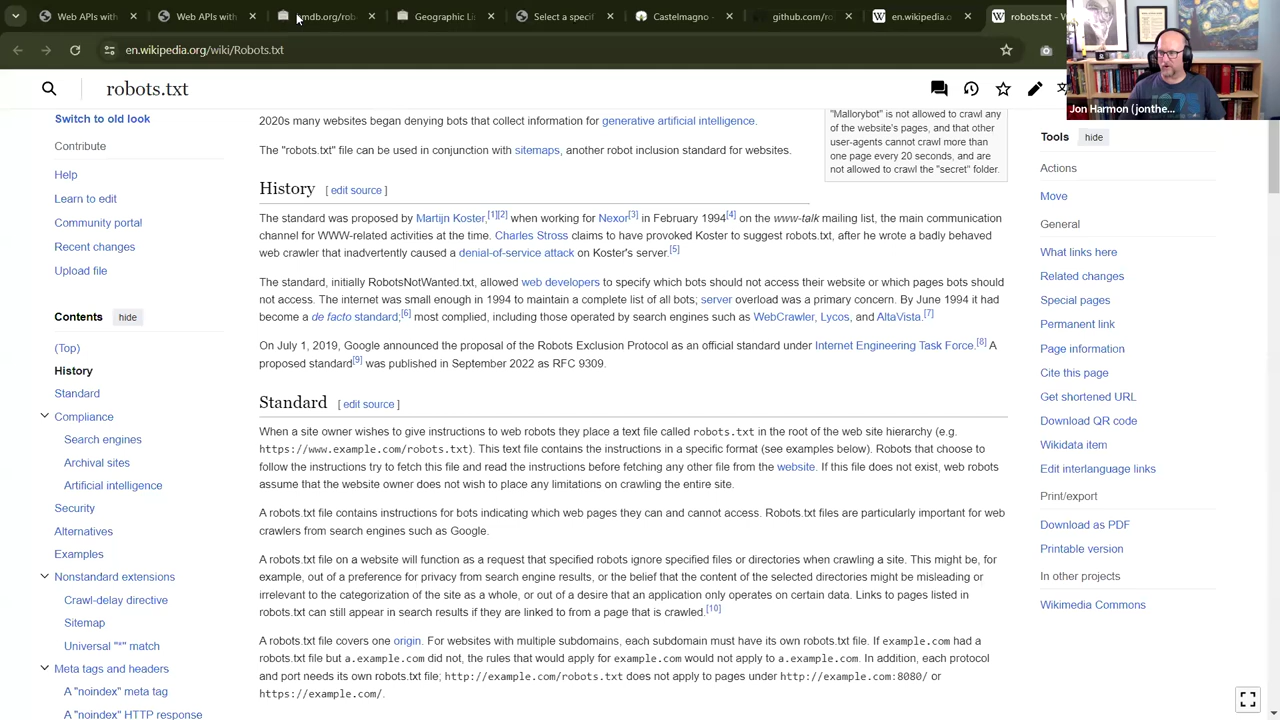 Web APIs with
Web APIs with
Geographic Li
Select a specif
Castelmagno
github.com/ro
en.wikipedia.o
robots.txt - W
en.wikipedia.org/wiki/Robots.txt
robots.txt
Jon Harmon (jonthe...
Switch to old look
Contribute
Help
Learn to edit
Community portal
Recent changes
Upload file
Contents hide
(Top)
History
Standard
Compliance
Search engines
Archival sites
Artificial intelligence
Security
Alternatives
Examples
Nonstandard extensions
Crawl-delay directive
Sitemap
Universal "*" match
Meta tags and headers
A "noindex" meta tag
A "noindex" HTTP response
2020s many websites began denying bots that collect information for generative artificial intelligence.
The "robots.txt" file can be used in conjunction with sitemaps, another robot inclusion standard for websites.
"Mallorybot" is not allowed to crawl any
of the website's pages, and that other
user-agents cannot crawl more than
one page every 20 seconds, and are
not allowed to crawl the "secret" folder.
History [ edit source ]
The standard was proposed by Martijn Koster,[1][2] when working for Nexor[3] in February 1994[4] on the www-talk mailing list, the main communication
channel for WWW-related activities at the time. Charles Stross claims to have provoked Koster to suggest robots.txt, after he wrote a badly behaved
web crawler that inadvertently caused a denial-of-service attack on Koster's server.[5]
The standard, initially RobotsNotWanted.txt, allowed web developers to specify which bots should not access their website or which pages bots should
not access. The internet was small enough in 1994 to maintain a complete list of all bots; server overload was a primary concern. By June 1994 it had
become a de facto standard;[6] most complied, including those operated by search engines such as WebCrawler, Lycos, and AltaVista.[7]
On July 1, 2019, Google announced the proposal of the Robots Exclusion Protocol as an official standard under Internet Engineering Task Force.[8] A
proposed standard[9] was published in September 2022 as RFC 9309.
Standard [ edit source ]
When a site owner wishes to give instructions to web robots they place a text file called robots.txt in the root of the web site hierarchy (e.g.
https://www.example.com/robots.txt). This text file contains the instructions in a specific format (see examples below). Robots that choose to
follow the instructions try to fetch this file and read the instructions before fetching any other file from the website. If this file does not exist, web robots
assume that the website owner does not wish to place any limitations on crawling the entire site.
A robots.txt file contains instructions for bots indicating which web pages they can and cannot access. Robots.txt files are particularly important for web
crawlers from search engines such as Google.
A robots.txt file on a website will function as a request that specified robots ignore specified files or directories when crawling a site. This might be, for
example, out of a preference for privacy from search engine results, or the belief that the content of the selected directories might be misleading or
irrelevant to the categorization of the site as a whole, or out of a desire that an application only operates on certain data. Links to pages listed in
robots.txt can still appear in search results if they are linked to from a page that is crawled.[10]
A robots.txt file covers one origin. For websites with multiple subdomains, each subdomain must have its own robots.txt file. If example.com had a
robots.txt file but a.example.com did not, the rules that would apply for example.com would not apply to a.example.com. In addition, each protocol
and port needs its own robots.txt file; http://example.com/robots.txt does not apply to pages under http://example.com:8080/ or
https://example.com/.
Tools hide
Actions
Move
General
What links here
Related changes
Special pages
Permanent link
Page information
Cite this page
Get shortened URL
Download QR code
Wikidata item
Edit interlanguage links
Print/export
Download as PDF
Printable version
In other projects
Wikimedia Commons